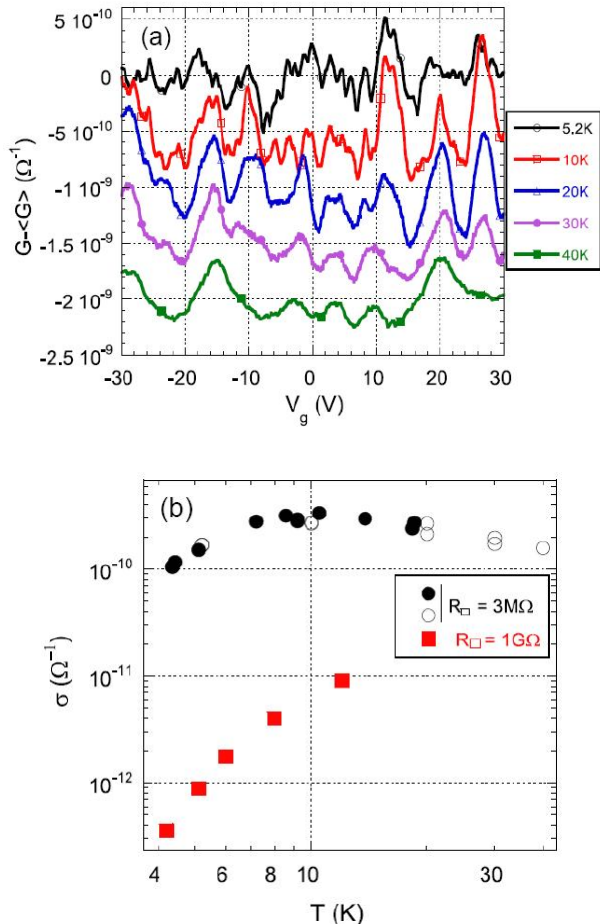 (a)
5 10⁻¹⁰
0
-5 10⁻¹⁰
-1 10⁻⁹
-1.5 10⁻⁹
-2 10⁻⁹
-2.5 10⁻⁹
G-<G> (Ω⁻¹)
-30 -20 -10 0 10 20 30
V_g (V)
5.2K
10K
20K
30K
40K
(b)
10⁻¹⁰
10⁻¹¹
10⁻¹²
σ (Ω⁻¹)
R□ = 3MΩ
R□ = 1GΩ
4 6 8 10 30
T (K)